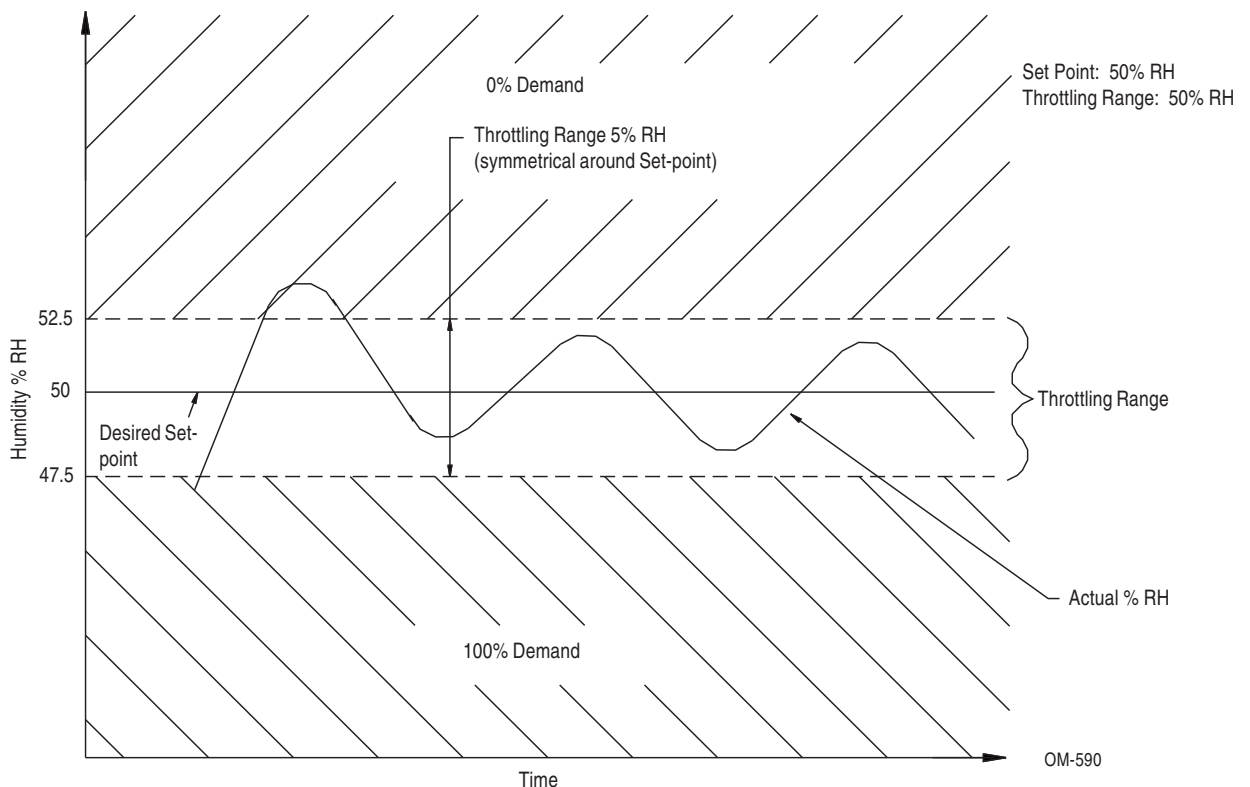 0% Demand
Set Point: 50% RH
Throttling Range: 50% RH
Throttling Range 5% RH
(symmetrical around Set-point)
52.5
50
47.5
Humidity % RH
Desired Set-
point
Throttling Range
Actual % RH
100% Demand
Time
OM-590